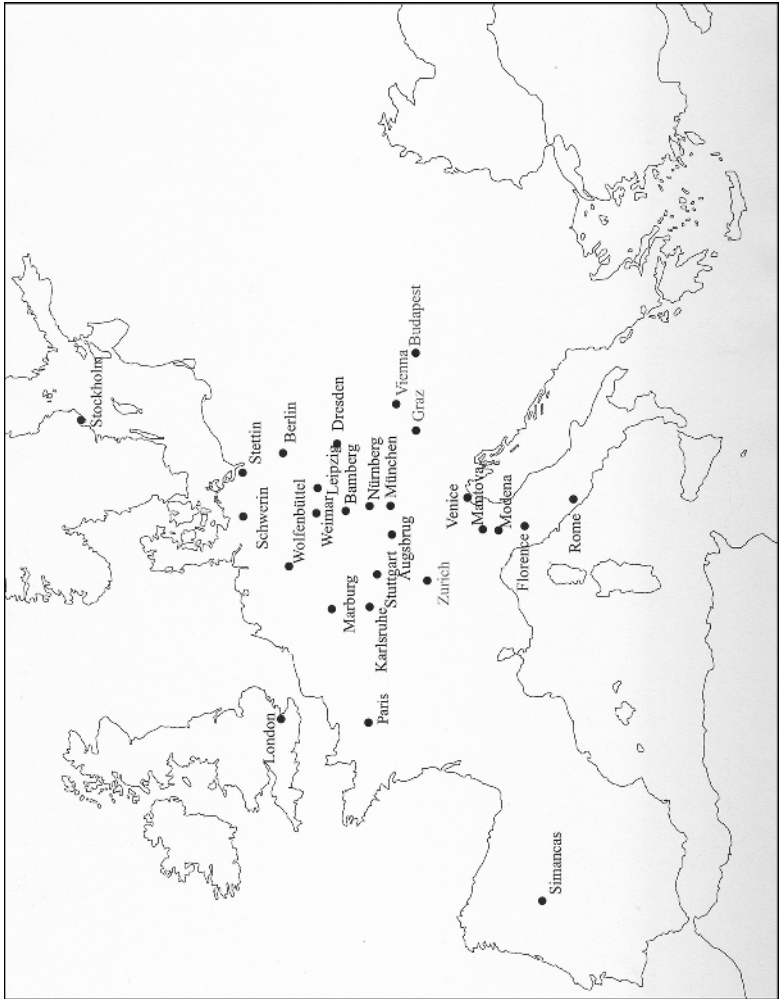 Stockholm
Stettin
Schwerin
Berlin
Wolfenbüttel
London
Dresden
Leipzig
Weimar
Marburg
Bamberg
Nürnberg
Karlsruhe
Paris
Stuttgart
München
Augsbrug
Vienna
Graz
Budapest
Zurich
Venice
Mantova
Modena
Florence
Simancas
Rome